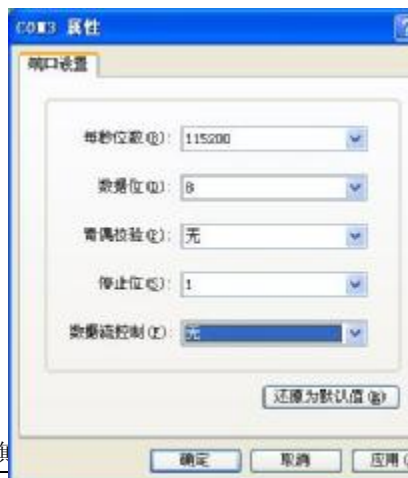 COM3 属性
端口设置
每秒位数(B): 115200
数据位(D): 8
奇偶校验(P): 无
停止位(S): 1
数据流控制(F): 无
还原为默认值(R)
确定 取消 应用(